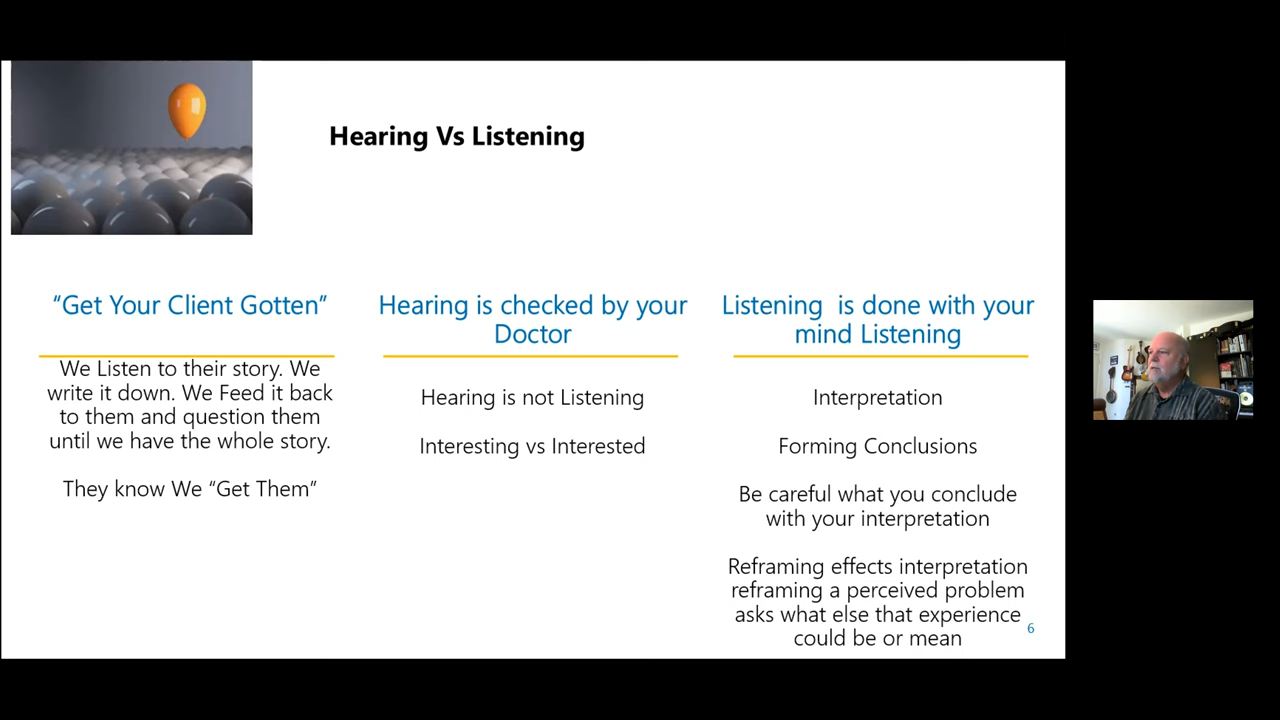 Hearing Vs Listening
“Get Your Client Gotten”
We Listen to their story. We
write it down. We Feed it back
to them and question them
until we have the whole story.
They know We “Get Them”
Hearing is checked by your
Doctor
Hearing is not Listening
Interesting vs Interested
Listening  is done with your
mind Listening
Interpretation
Forming Conclusions
Be careful what you conclude
with your interpretation
Reframing effects interpretation
reframing a perceived problem
asks what else that experience
could be or mean
6